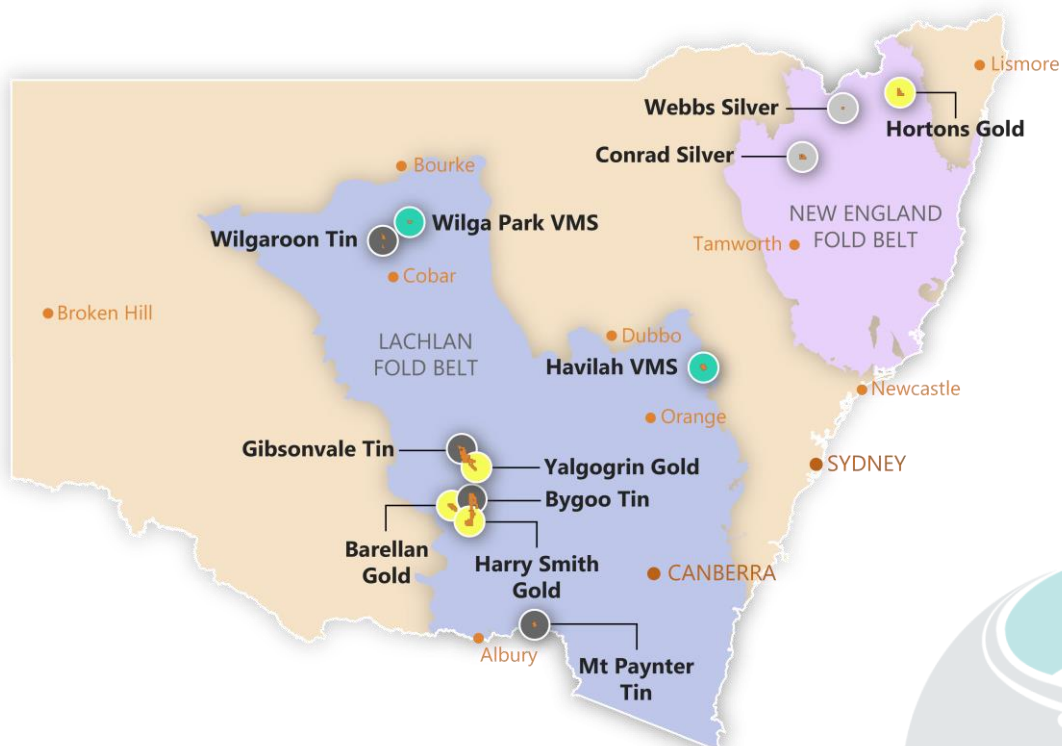 Lismore
Webbs Silver
Hortons Gold
Conrad Silver
Bourke
NEW ENGLAND
FOLD BELT
Wilga Park VMS
Wilgaroon Tin
Tamworth
Cobar
Broken Hill
LACHLAN
FOLD BELT
Dubbo
Havilah VMS
Newcastle
Orange
Gibsonvale Tin
Yalgogrin Gold
SYDNEY
Bygoo Tin
Barellan
Gold
Harry Smith
Gold
CANBERRA
Albury
Mt Paynter
Tin